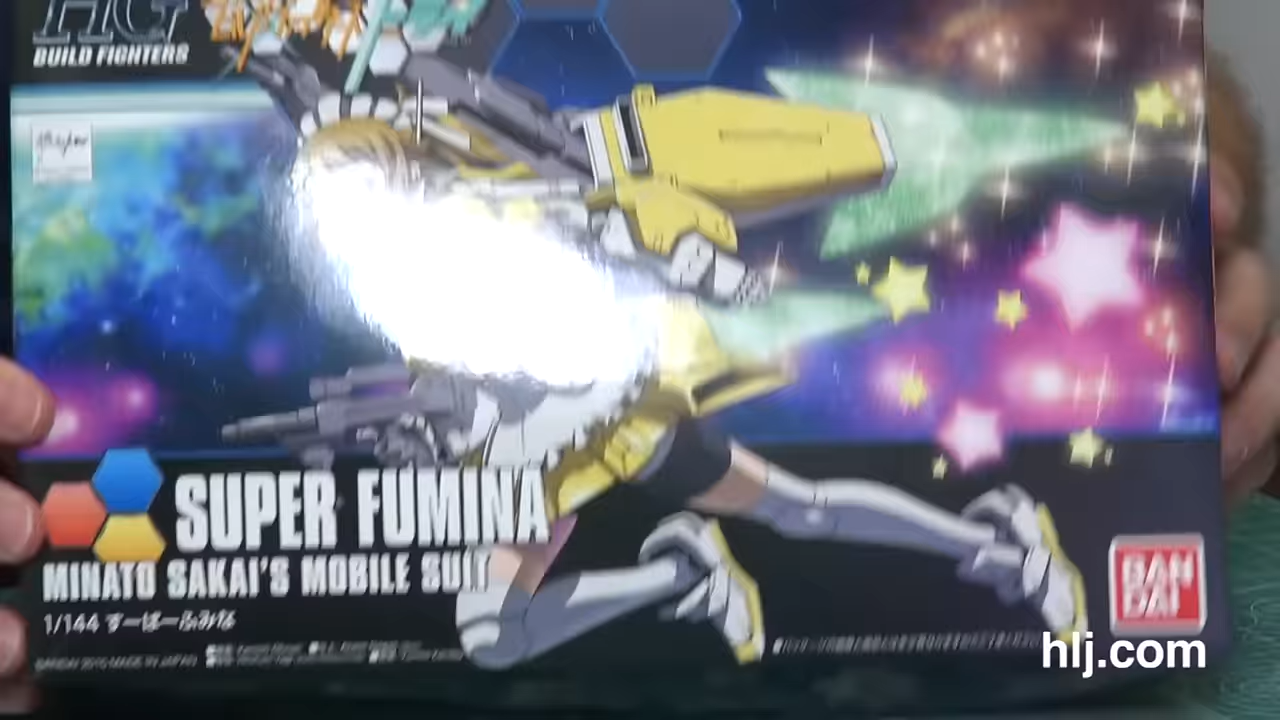 HG
BUILD FIGHTERS
SUPER FUMINA
MINATO SAKAI'S MOBILE SUIT
1/144 すーぱーふみな
BAN
DAI
hlj.com